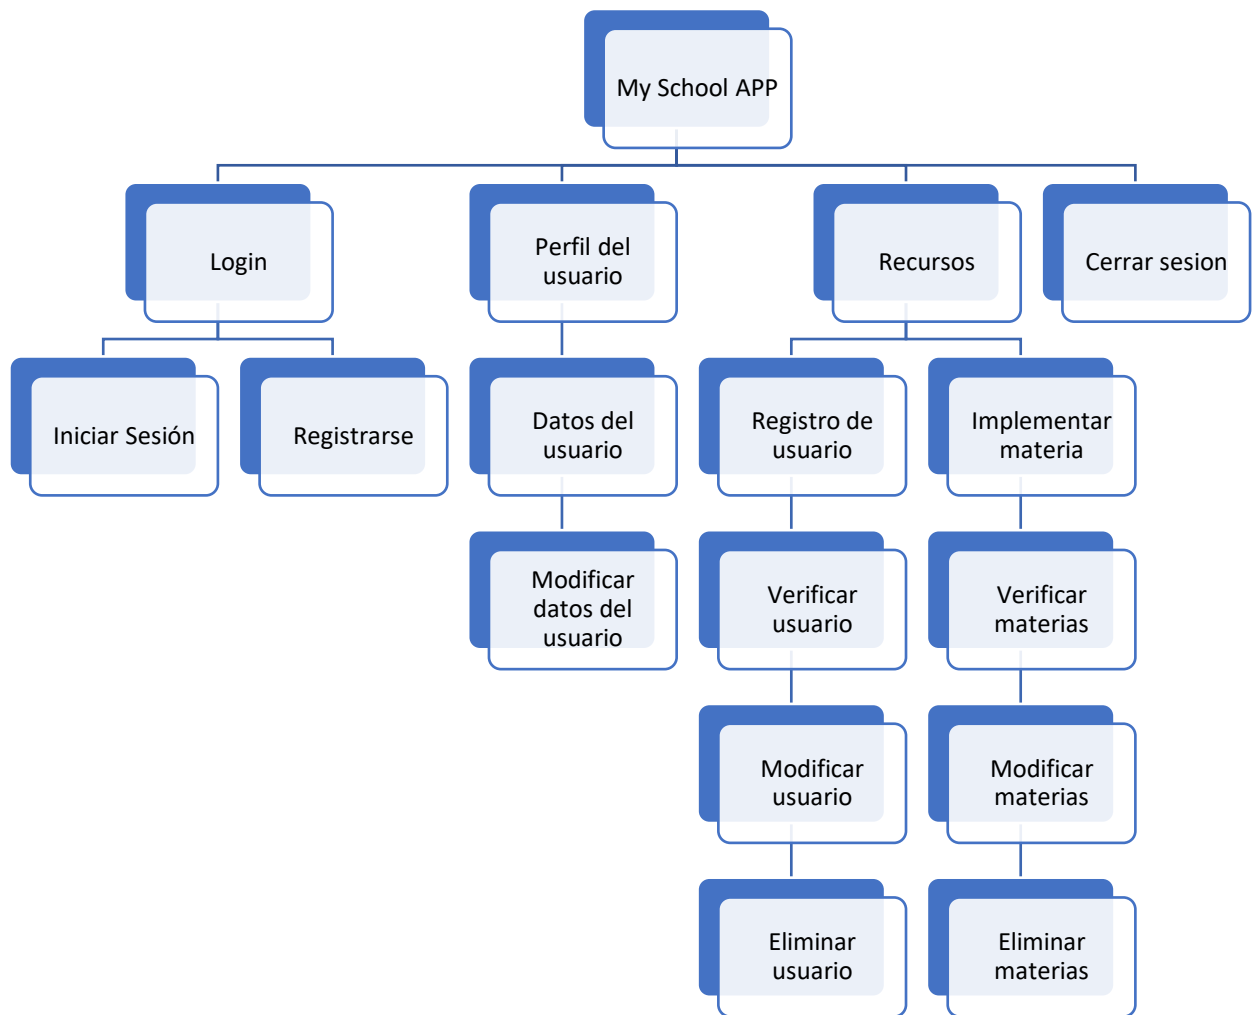 My School APP
Login
Perfil del
usuario
Recursos
Cerrar sesion
Iniciar Sesión
Registrarse
Datos del
usuario
Registro de
usuario
Implementar
materia
Modificar
datos del
usuario
Verificar
usuario
Verificar
materias
Modificar
usuario
Modificar
materias
Eliminar
usuario
Eliminar
materias